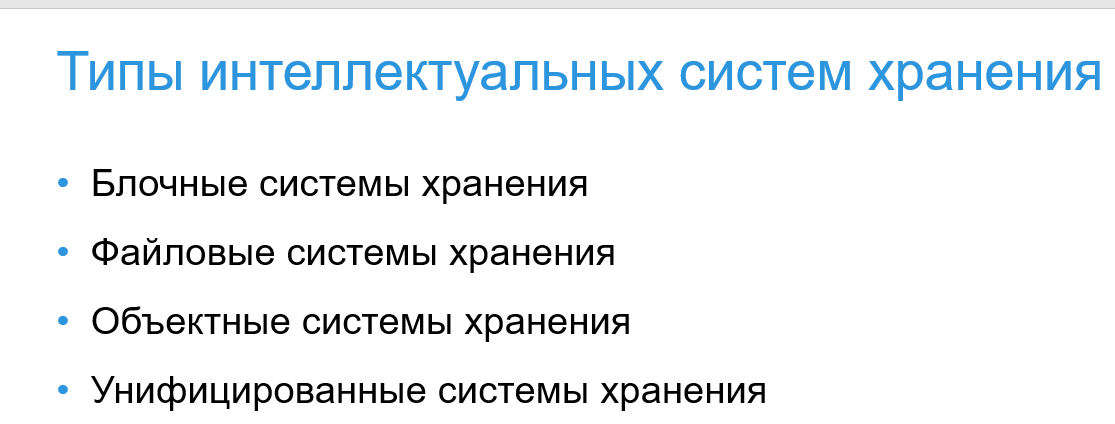 Типы интеллектуальных систем хранения
• Блочные системы хранения
• Файловые системы хранения
• Объектные системы хранения
• Унифицированные системы хранения